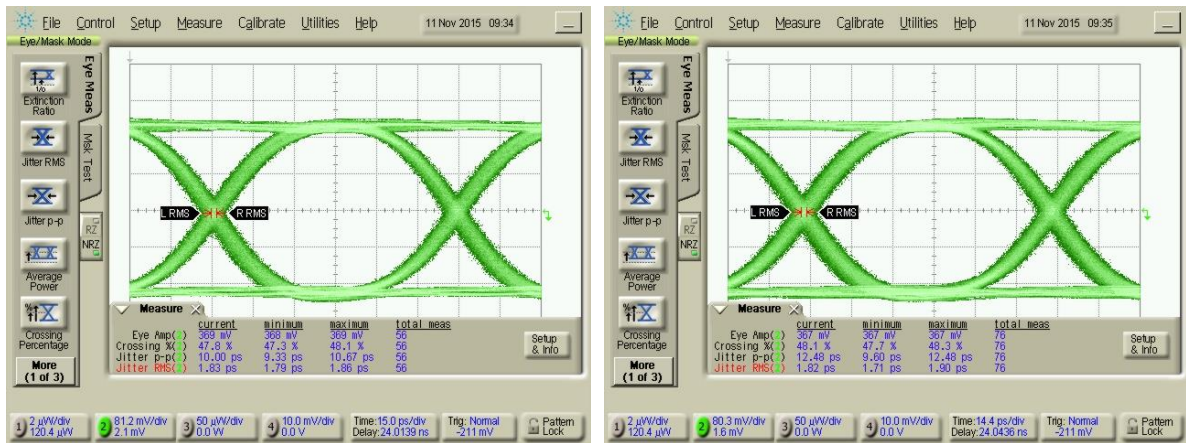 File Control Setup Measure Calibrate Utilities Help 11 Nov 2015 09:34
Eye/Mask Mode
Eye Meas
Msk Test
1/0
Extinction
Ratio
Jitter RMS
Jitter p-p
RZ
NRZ
Average
Power
Crossing
Percentage
More
(1 of 3)
L RMS R RMS
Measure
current minimum maximum total meas
Eye Amp(2) 369 mV 368 mV 369 mV 56
Crossing %(2) 47.8 % 47.3 % 48.1 % 56
Jitter p-p(2) 10.00 ps 9.33 ps 10.67 ps 56
Jitter RMS(2) 1.83 ps 1.79 ps 1.86 ps 56
Setup
& Info
1) 2 µW/div 2) 81.2 mV/div 3) 50 µW/div 4) 10.0 mV/div Time:15.0 ps/div Trig: Normal Pattern
120.4 µW 2.1 mV 0.0 W 0.0 V Delay:24.0139 ns -211 mV Lock
File Control Setup Measure Calibrate Utilities Help 11 Nov 2015 09:35
Eye/Mask Mode
Eye Meas
Msk Test
1/0
Extinction
Ratio
Jitter RMS
Jitter p-p
RZ
NRZ
Average
Power
Crossing
Percentage
More
(1 of 3)
L RMS R RMS
Measure
current minimum maximum total meas
Eye Amp(2) 367 mV 367 mV 367 mV 76
Crossing %(2) 48.1 % 47.7 % 48.3 % 76
Jitter p-p(2) 12.48 ps 9.60 ps 12.48 ps 76
Jitter RMS(2) 1.82 ps 1.71 ps 1.90 ps 76
Setup
& Info
1) 2 µW/div 2) 80.3 mV/div 3) 50 µW/div 4) 10.0 mV/div Time:14.4 ps/div Trig: Normal Pattern
120.4 µW 1.6 mV 0.0 W 0.0 V Delay:24.0436 ns -211 mV Lock